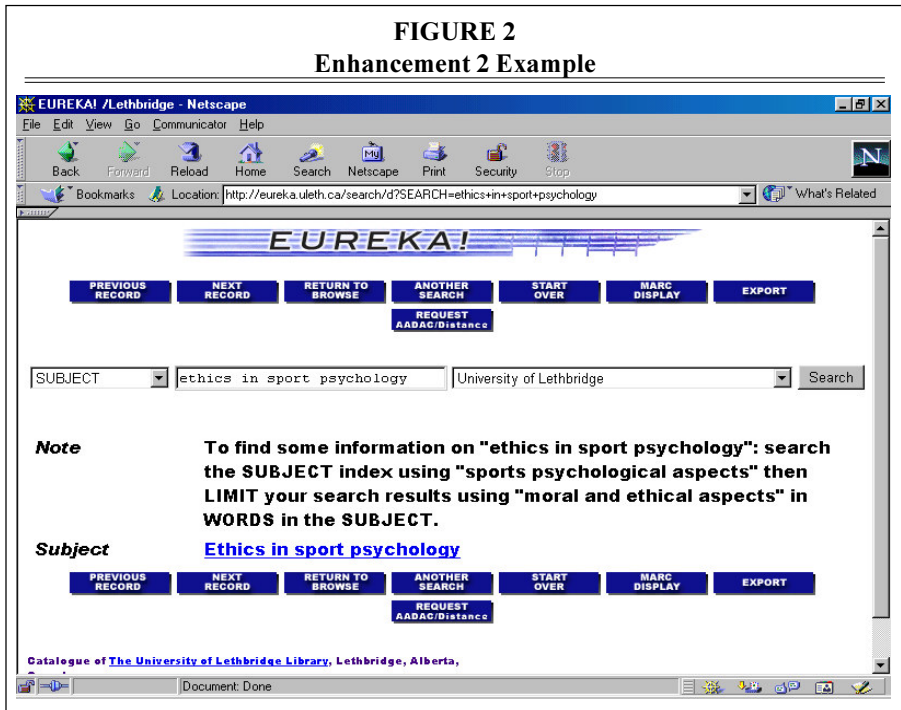 FIGURE 2
Enhancement 2 Example
EUREKA! /Lethbridge - Netscape
File Edit View Go Communicator Help
Back Forward Reload Home Search Netscape Print Security Stop
My
N
Bookmarks Location: http://eureka.uleth.ca/search/d?SEARCH=ethics+in+sport+psychology What's Related
EUREKA!
PREVIOUS RECORD NEXT RECORD RETURN TO BROWSE ANOTHER SEARCH START OVER MARC DISPLAY EXPORT
REQUEST AADAC/Distance
SUBJECT ethics in sport psychology University of Lethbridge Search
Note To find some information on "ethics in sport psychology": search
the SUBJECT index using "sports psychological aspects" then
LIMIT your search results using "moral and ethical aspects" in
WORDS in the SUBJECT.
Subject Ethics in sport psychology
PREVIOUS RECORD NEXT RECORD RETURN TO BROWSE ANOTHER SEARCH START OVER MARC DISPLAY EXPORT
REQUEST AADAC/Distance
Catalogue of The University of Lethbridge Library, Lethbridge, Alberta,
Document: Done